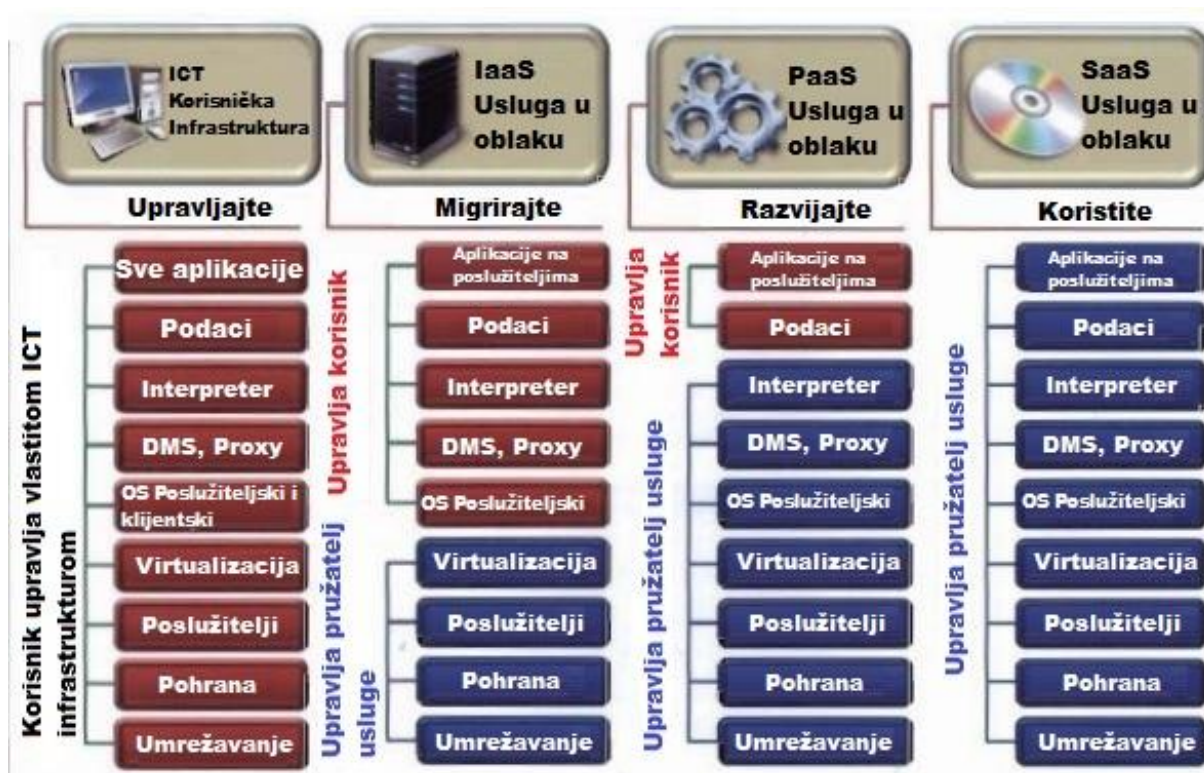 ICT
Korisnička
Infrastruktura
Upravljajte
Korisnik upravlja vlastitom ICT
infrastrukturom
Sve aplikacije
Podaci
Interpreter
DMS, Proxy
OS Poslužiteljski i
klijentski
Virtualizacija
Poslužitelji
Pohrana
Umrežavanje
IaaS
Usluga u
oblaku
Migrirajte
Upravlja korisnik
Aplikacije na
poslužiteljima
Podaci
Interpreter
DMS, Proxy
OS Poslužiteljski
Upravlja pružatelj
usluge
Virtualizacija
Poslužitelji
Pohrana
Umrežavanje
PaaS
Usluga u
oblaku
Razvijajte
Upravlja
korisnik
Aplikacije na
poslužiteljima
Podaci
Upravlja pružatelj usluge
Interpreter
DMS, Proxy
OS Poslužiteljski
Virtualizacija
Poslužitelji
Pohrana
Umrežavanje
SaaS
Usluga u
oblaku
Koristite
Upravlja pružatelj usluge
Aplikacije na
poslužiteljima
Podaci
Interpreter
DMS, Proxy
OS Poslužiteljski
Virtualizacija
Poslužitelji
Pohrana
Umrežavanje